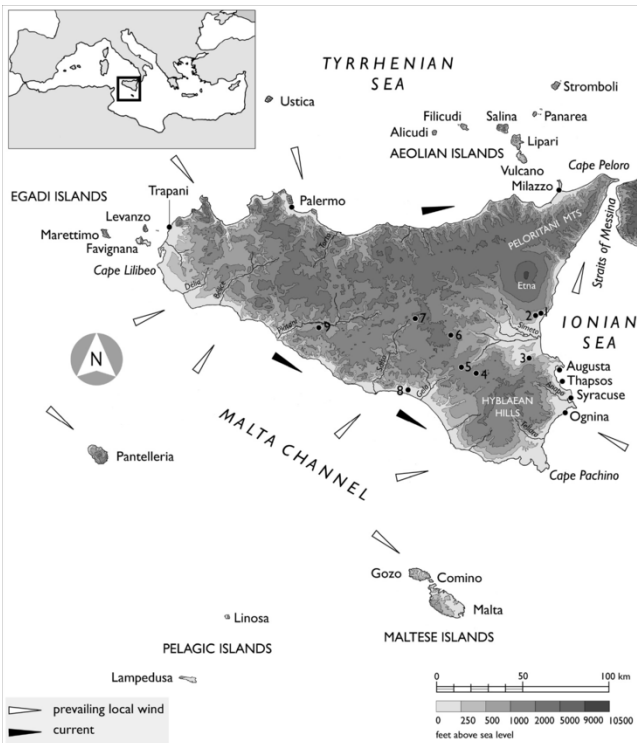 TYRRHENIAN
SEA
Stromboli
Ustica
Filicudi
Salina
Panarea
Alicudi
Lipari
AEOLIAN ISLANDS
Vulcano
Milazzo
Cape Peloro
EGADI ISLANDS
Trapani
Palermo
Levanzo
Marettimo
Favignana
Cape Lilibeo
PELORITANI MTS
Straits of Messina
Etna
IONIAN
SEA
Simeto
1
2
3
4
5
6
7
8
9
N
Augusta
Thapsos
Syracuse
Ognina
HYBLAEAN
HILLS
Cape Pachino
MALTA CHANNEL
Pantelleria
Gozo
Comino
Malta
MALTESE ISLANDS
Linosa
PELAGIC ISLANDS
Lampedusa
prevailing local wind
current
0 50 100 km
0 250 500 1000 2000 5000 9000 10500
feet above sea level